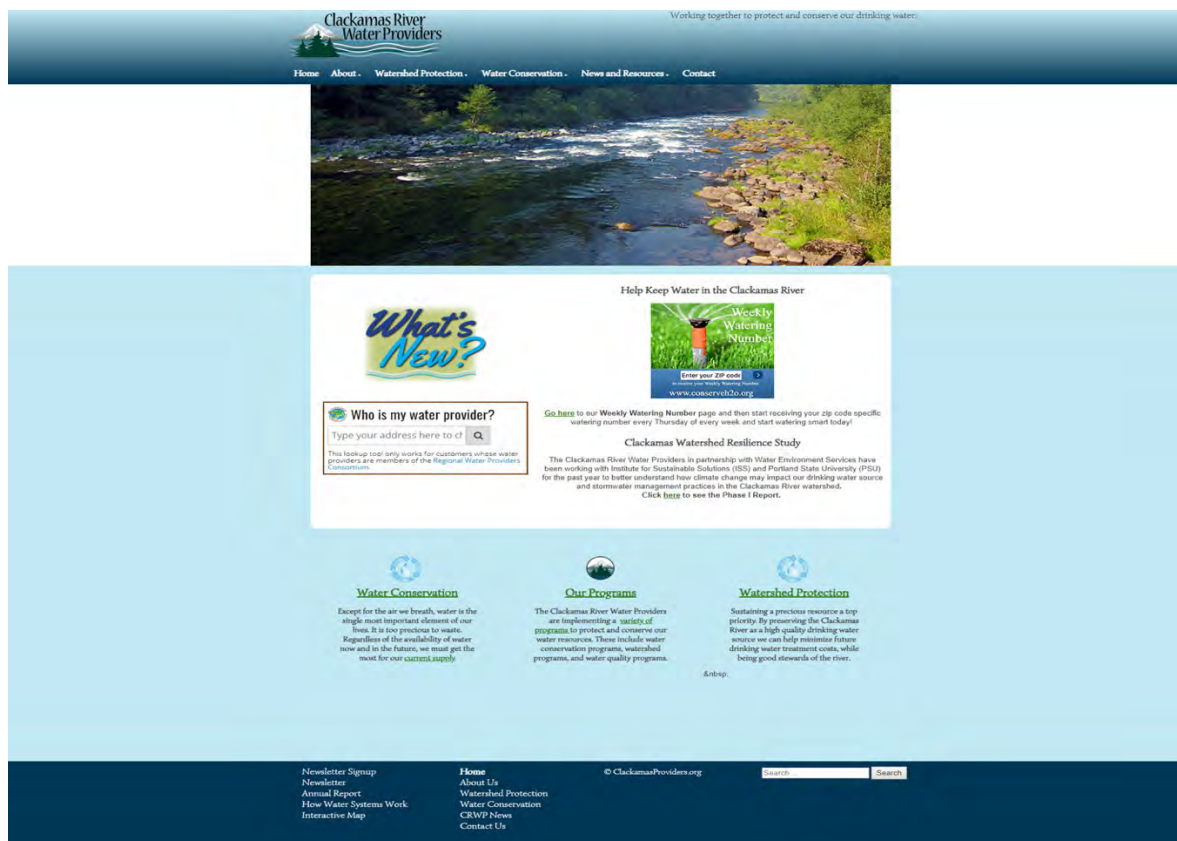 Clackamas River
Water Providers
Working together to protect and conserve our drinking water.
Home About Watershed Protection Water Conservation News and Resources Contact
What's
New?
Who is my water provider?
Type your address here to cl
This lookup tool only works for customers whose water
providers are members of the Regional Water Providers
Consortium.
Help Keep Water in the Clackamas River
Weekly
Watering
Number
Enter your ZIP code
to receive your Weekly Watering Number
www.conserveh2o.org
Go here to our Weekly Watering Number page and then start receiving your zip code specific
watering number every Thursday of every week and start watering smart today!
Clackamas Watershed Resilience Study
The Clackamas River Water Providers in partnership with Water Environment Services have
been working with Institute for Sustainable Solutions (ISS) and Portland State University (PSU)
for the past year to better understand how climate change may impact our drinking water source
and stormwater management practices in the Clackamas River watershed.
Click here to see the Phase I Report.
Water Conservation
Except for the air we breath, water is the
single most important element of our
lives. It is too precious to waste.
Regardless of the availability of water
now and in the future, we must get the
most for our current supply
Our Programs
The Clackamas River Water Providers
are implementing a variety of
programs to protect and conserve our
water resources. These include water
conservation programs, watershed
programs, and water quality programs.
Watershed Protection
Sustaining a precious resource a top
priority. By preserving the Clackamas
River as a high quality drinking water
source we can help minimize future
drinking water treatment costs, while
being good stewards of the river.
&nbsp;
Newsletter Signup
Newsletter
Annual Report
How Water Systems Work
Interactive Map
Home
About Us
Watershed Protection
Water Conservation
CRWP News
Contact Us
© ClackamasProviders.org
Search ...
Search